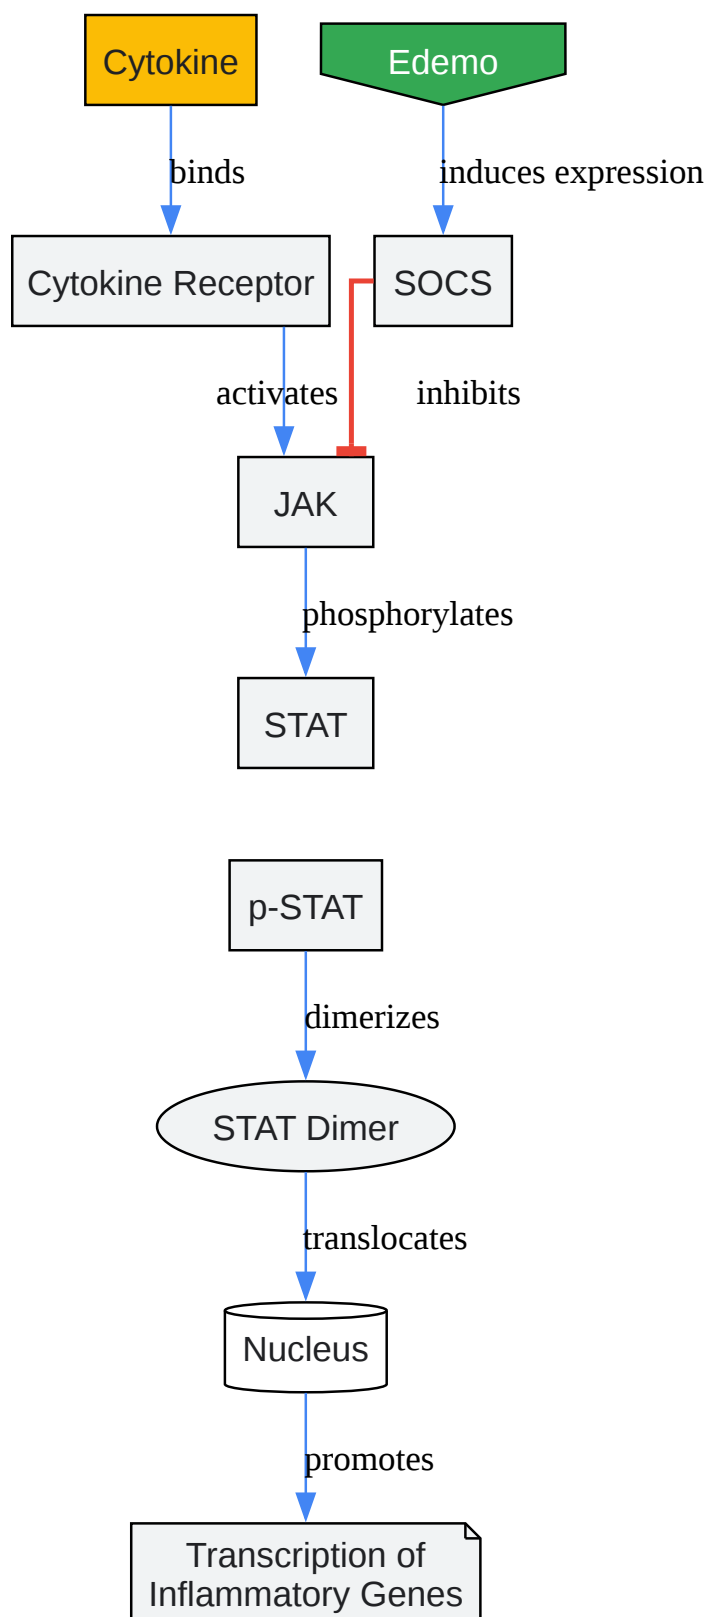 Cytokine
Edemo
binds
induces expression
Cytokine Receptor
SOCS
activates
inhibits
JAK
phosphorylates
STAT
p-STAT
dimerizes
STAT Dimer
translocates
Nucleus
promotes
Transcription of
Inflammatory Genes